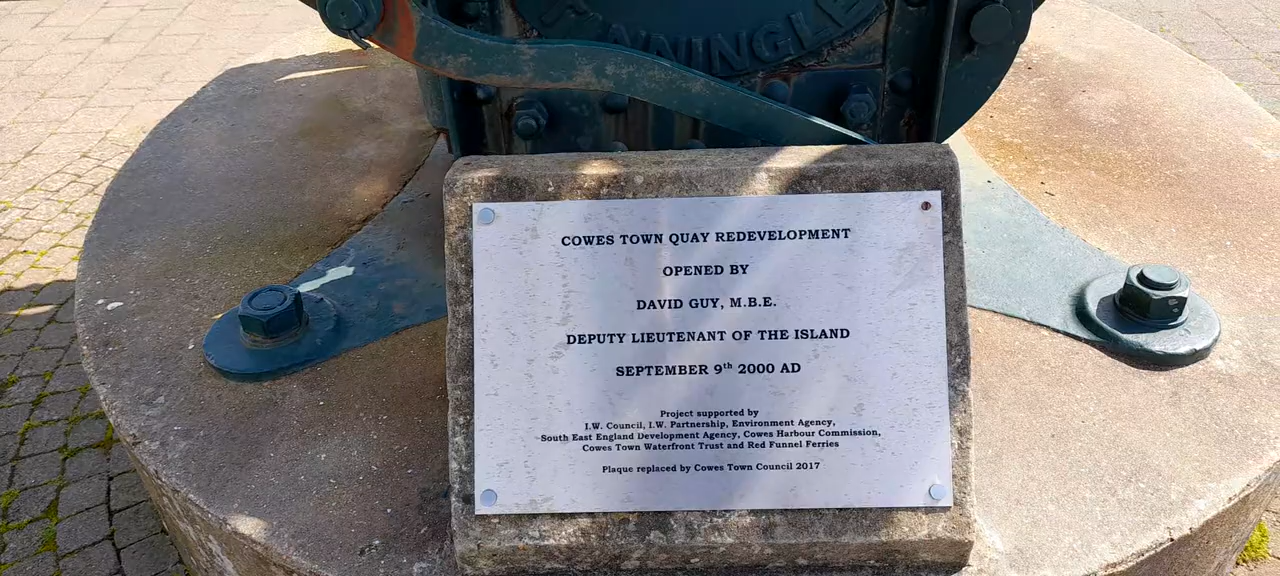 COWES TOWN QUAY REDEVELOPMENT
OPENED BY
DAVID GUY, M.B.E.
DEPUTY LIEUTENANT OF THE ISLAND
SEPTEMBER 9th 2000 AD
Project supported by
I.W. Council, I.W. Partnership, Environment Agency,
South East England Development Agency, Cowes Harbour Commission,
Cowes Town Waterfront Trust and Red Funnel Ferries
Plaque replaced by Cowes Town Council 2017